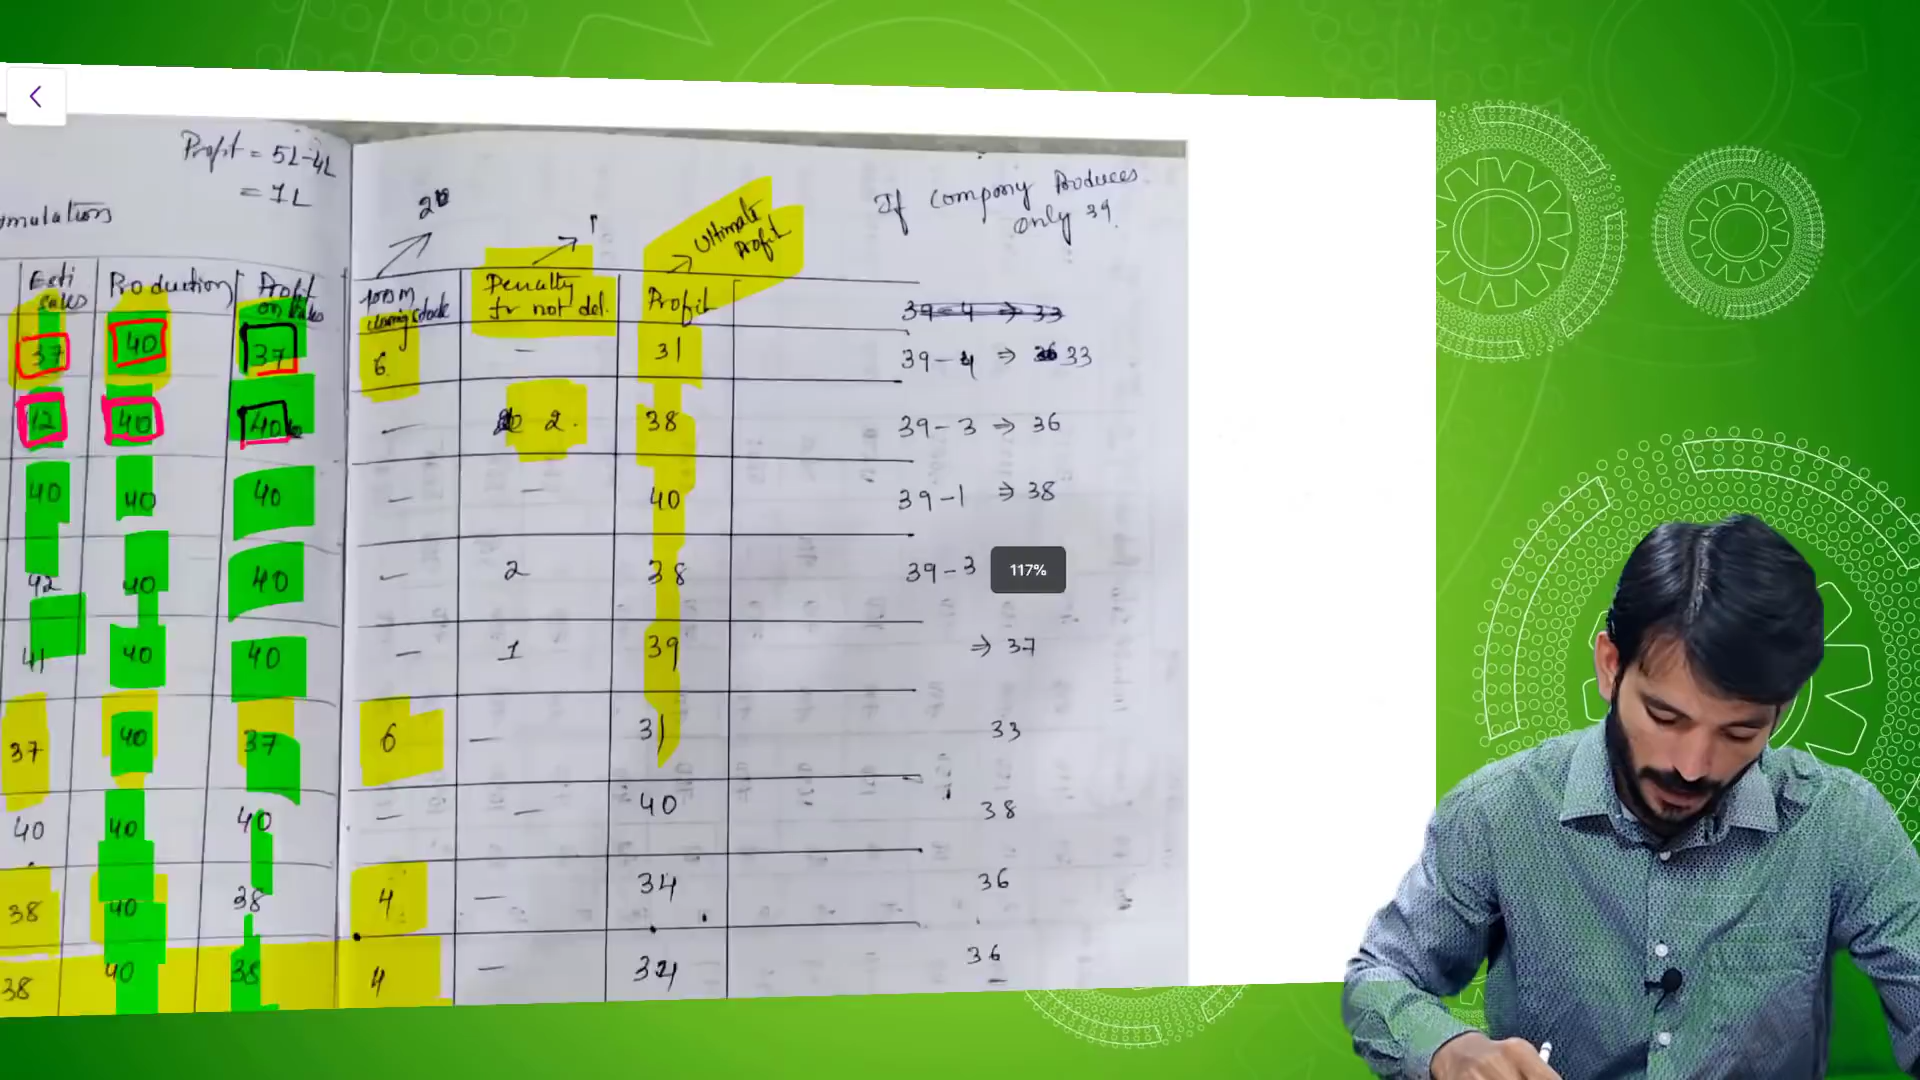 Profit = 5L-4L
= 1L
mulation
20
1
Ultimate
Profit
If Company Produces
only 39.
Esti
sales
Production
Profit
on sales
closing stock
Penalty
for not del.
Profit
39-4 ⇒ 33
37 40 37 6 — 31 39-4 ⇒ 33
42 40 40 — 2. 38 39-3 ⇒ 36
40 40 40 — — 40 39-1 ⇒ 38
42 40 40 — 2 38 39-3
117%
41 40 40 — 1 39 ⇒ 37
37 40 37 6 — 31 33
40 40 40 — — 40 38
38 40 38 4 — 34 36
38 40 38 4 — 34 36